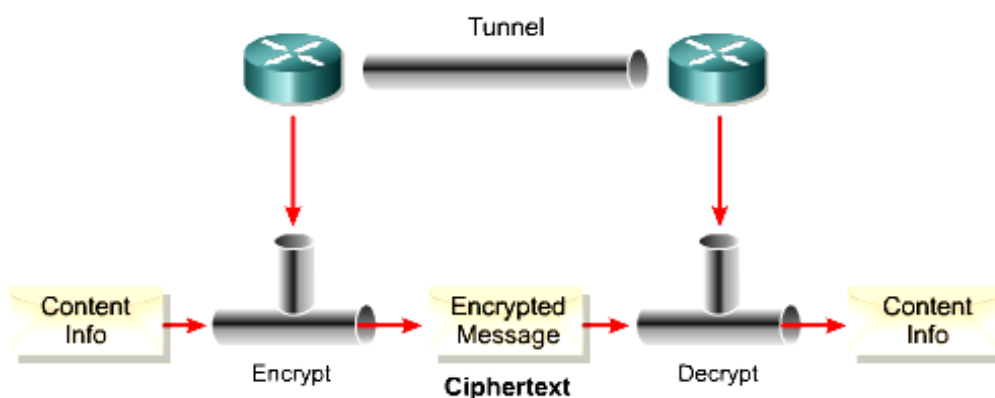 Tunnel
Content
Info
Encrypt
Encrypted
Message
Ciphertext
Decrypt
Content
Info